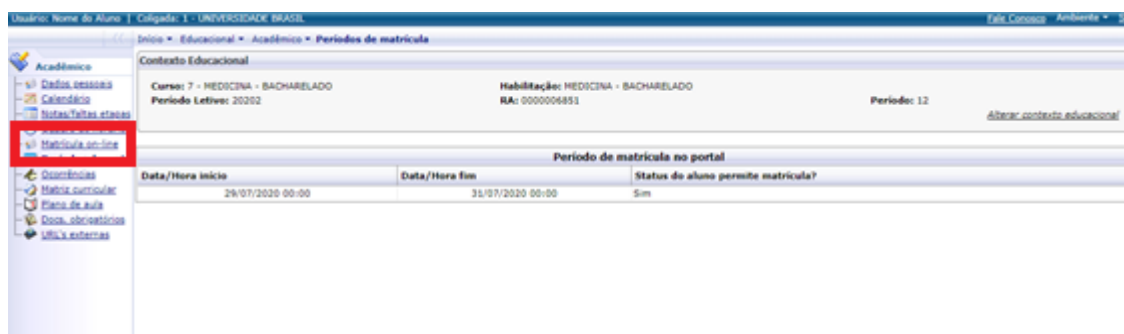 Usuário: Nome do Aluno | Coligada: 1 - UNIVERSIDADE BRASIL
Fale Conosco Ambiente
Início Educacional Acadêmico Períodos de matrícula
Acadêmico
Dados pessoais
Calendário
Notas/faltas etapas
Matrícula on-line
Ocorrências
Matriz curricular
Plano de aula
Docs. obrigatórios
URL's externas
Contexto Educacional
Curso: 7 - MEDICINA - BACHARELADO Habilitação: MEDICINA - BACHARELADO
Período Letivo: 20202 RA: 0000006851 Período: 12
Alterar contexto educacional
Período de matrícula no portal
Data/Hora início Data/Hora fim Status do aluno permite matrícula?
29/07/2020 00:00 31/07/2020 00:00 Sim